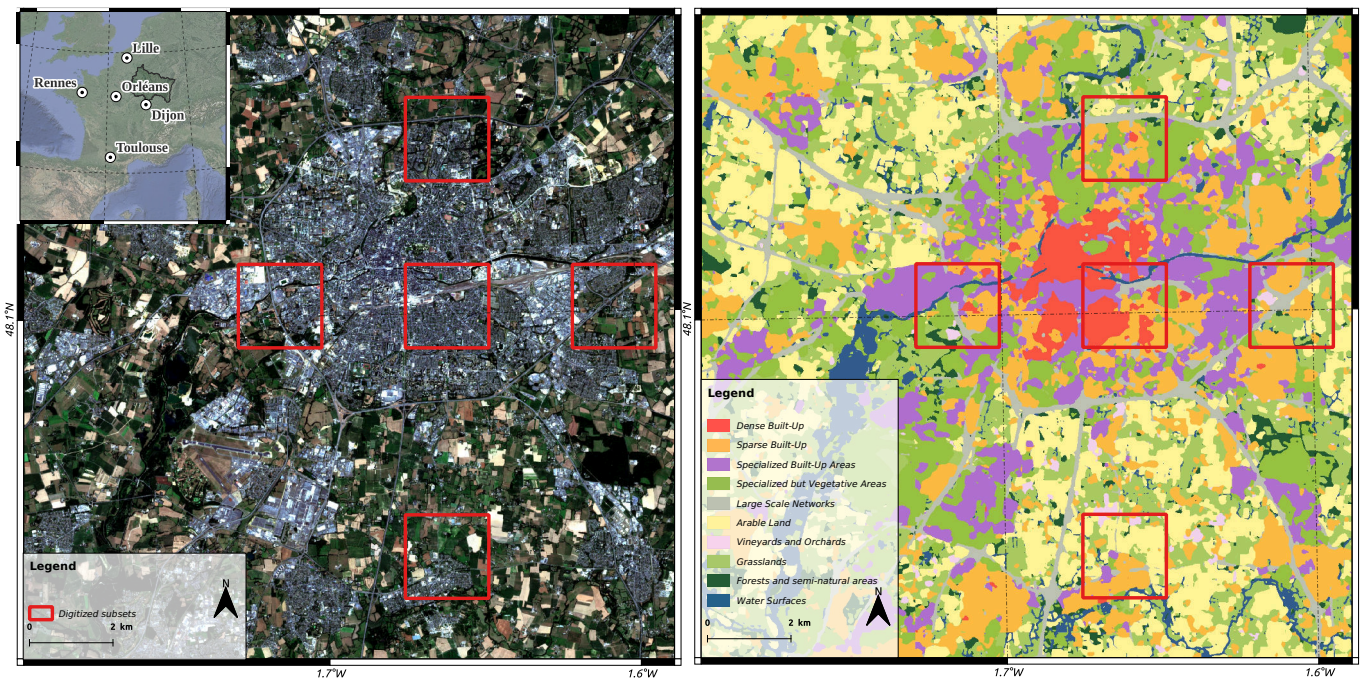 Lille
Rennes
Orléans
Dijon
Toulouse
48.1°N
Legend
Digitized subsets
N
0 2 km
1.7°W 1.6°W
48.1°N
Legend
Dense Built-Up
Sparse Built-Up
Specialized Built-Up Areas
Specialized but Vegetative Areas
Large Scale Networks
Arable Land
Vineyards and Orchards
Grasslands
Forests and semi-natural areas
Water Surfaces
N
0 2 km
1.7°W 1.6°W